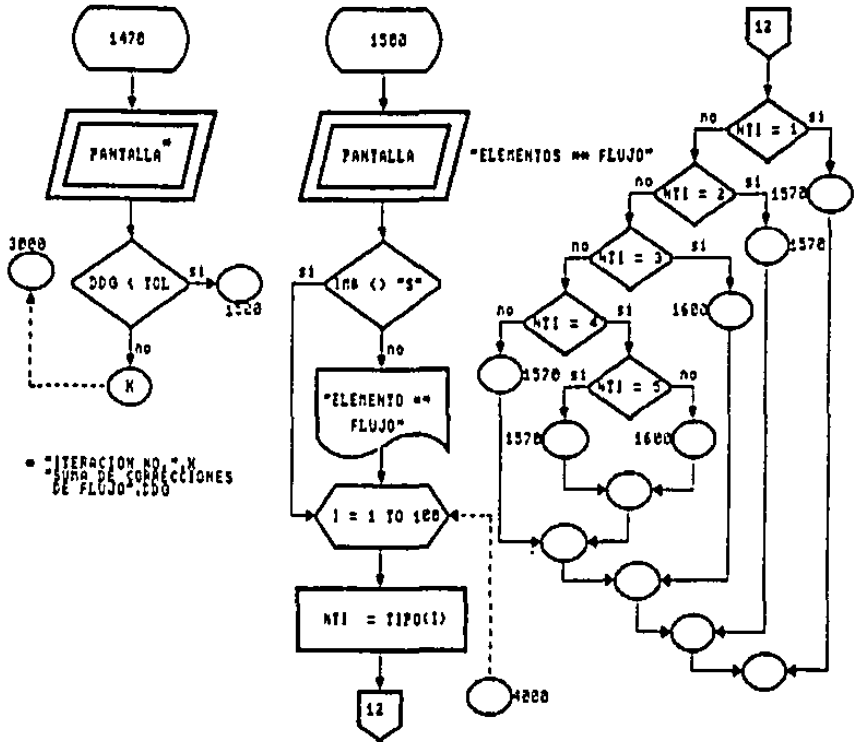 1470
PANTALLA*
3000
DDG < TOL
si
1500
no
K
* "ITERACION NO.",K
"SUMA DE CORRECCIONES
DE FLUJO",DDG
1500
PANTALLA
"ELEMENTOS ** FLUJO"
si
IM$ <> "S"
no
"ELEMENTO **
FLUJO"
I = 1 TO 100
NTI = TIPO(I)
12
4000
12
no
NTI = 1
si
1570
no
NTI = 2
si
1570
no
NTI = 3
si
1600
no
NTI = 4
si
1570
si
NTI = 5
no
1570
1600